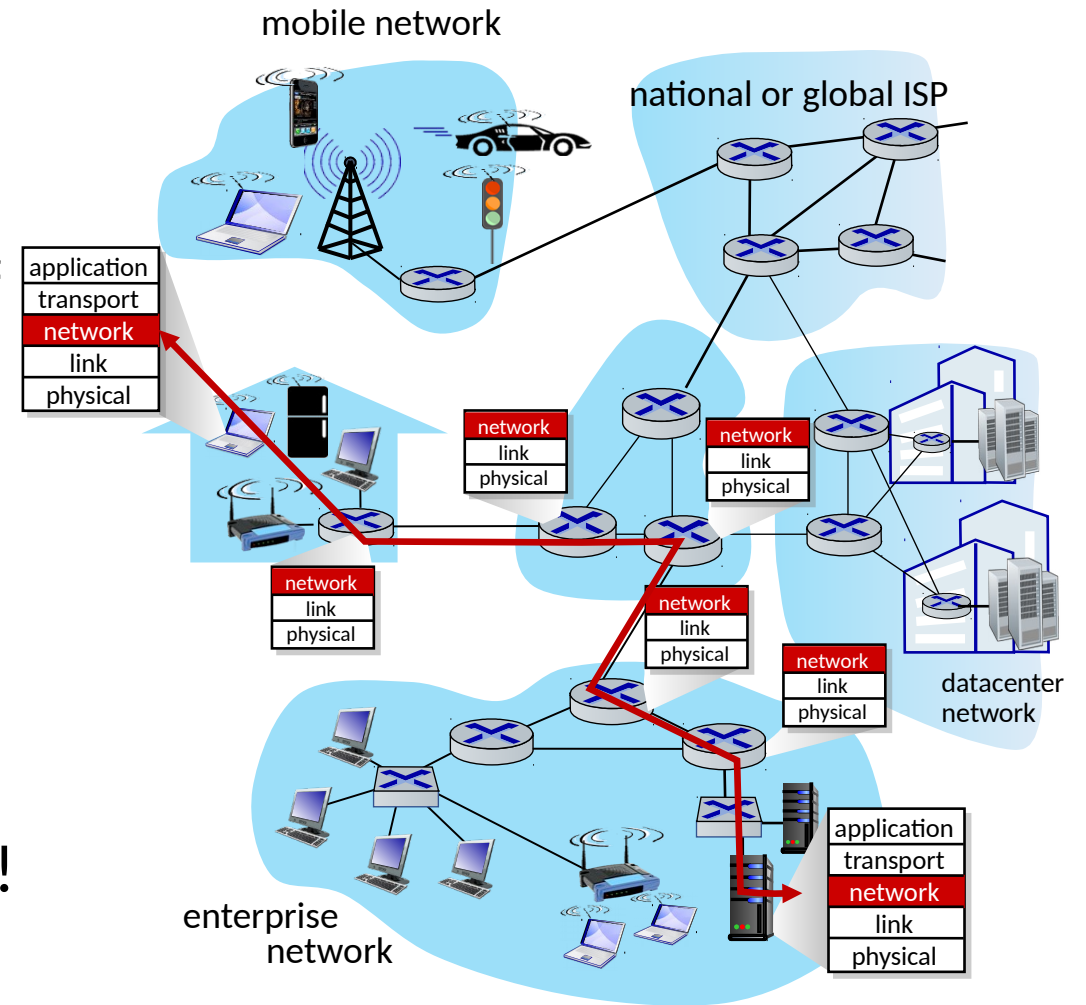 mobile network
national or global ISP
application
transport
network
link
physical
network
link
physical
network
link
physical
network
link
physical
network
link
physical
network
link
physical
datacenter
network
application
transport
network
link
physical
!
enterprise
network